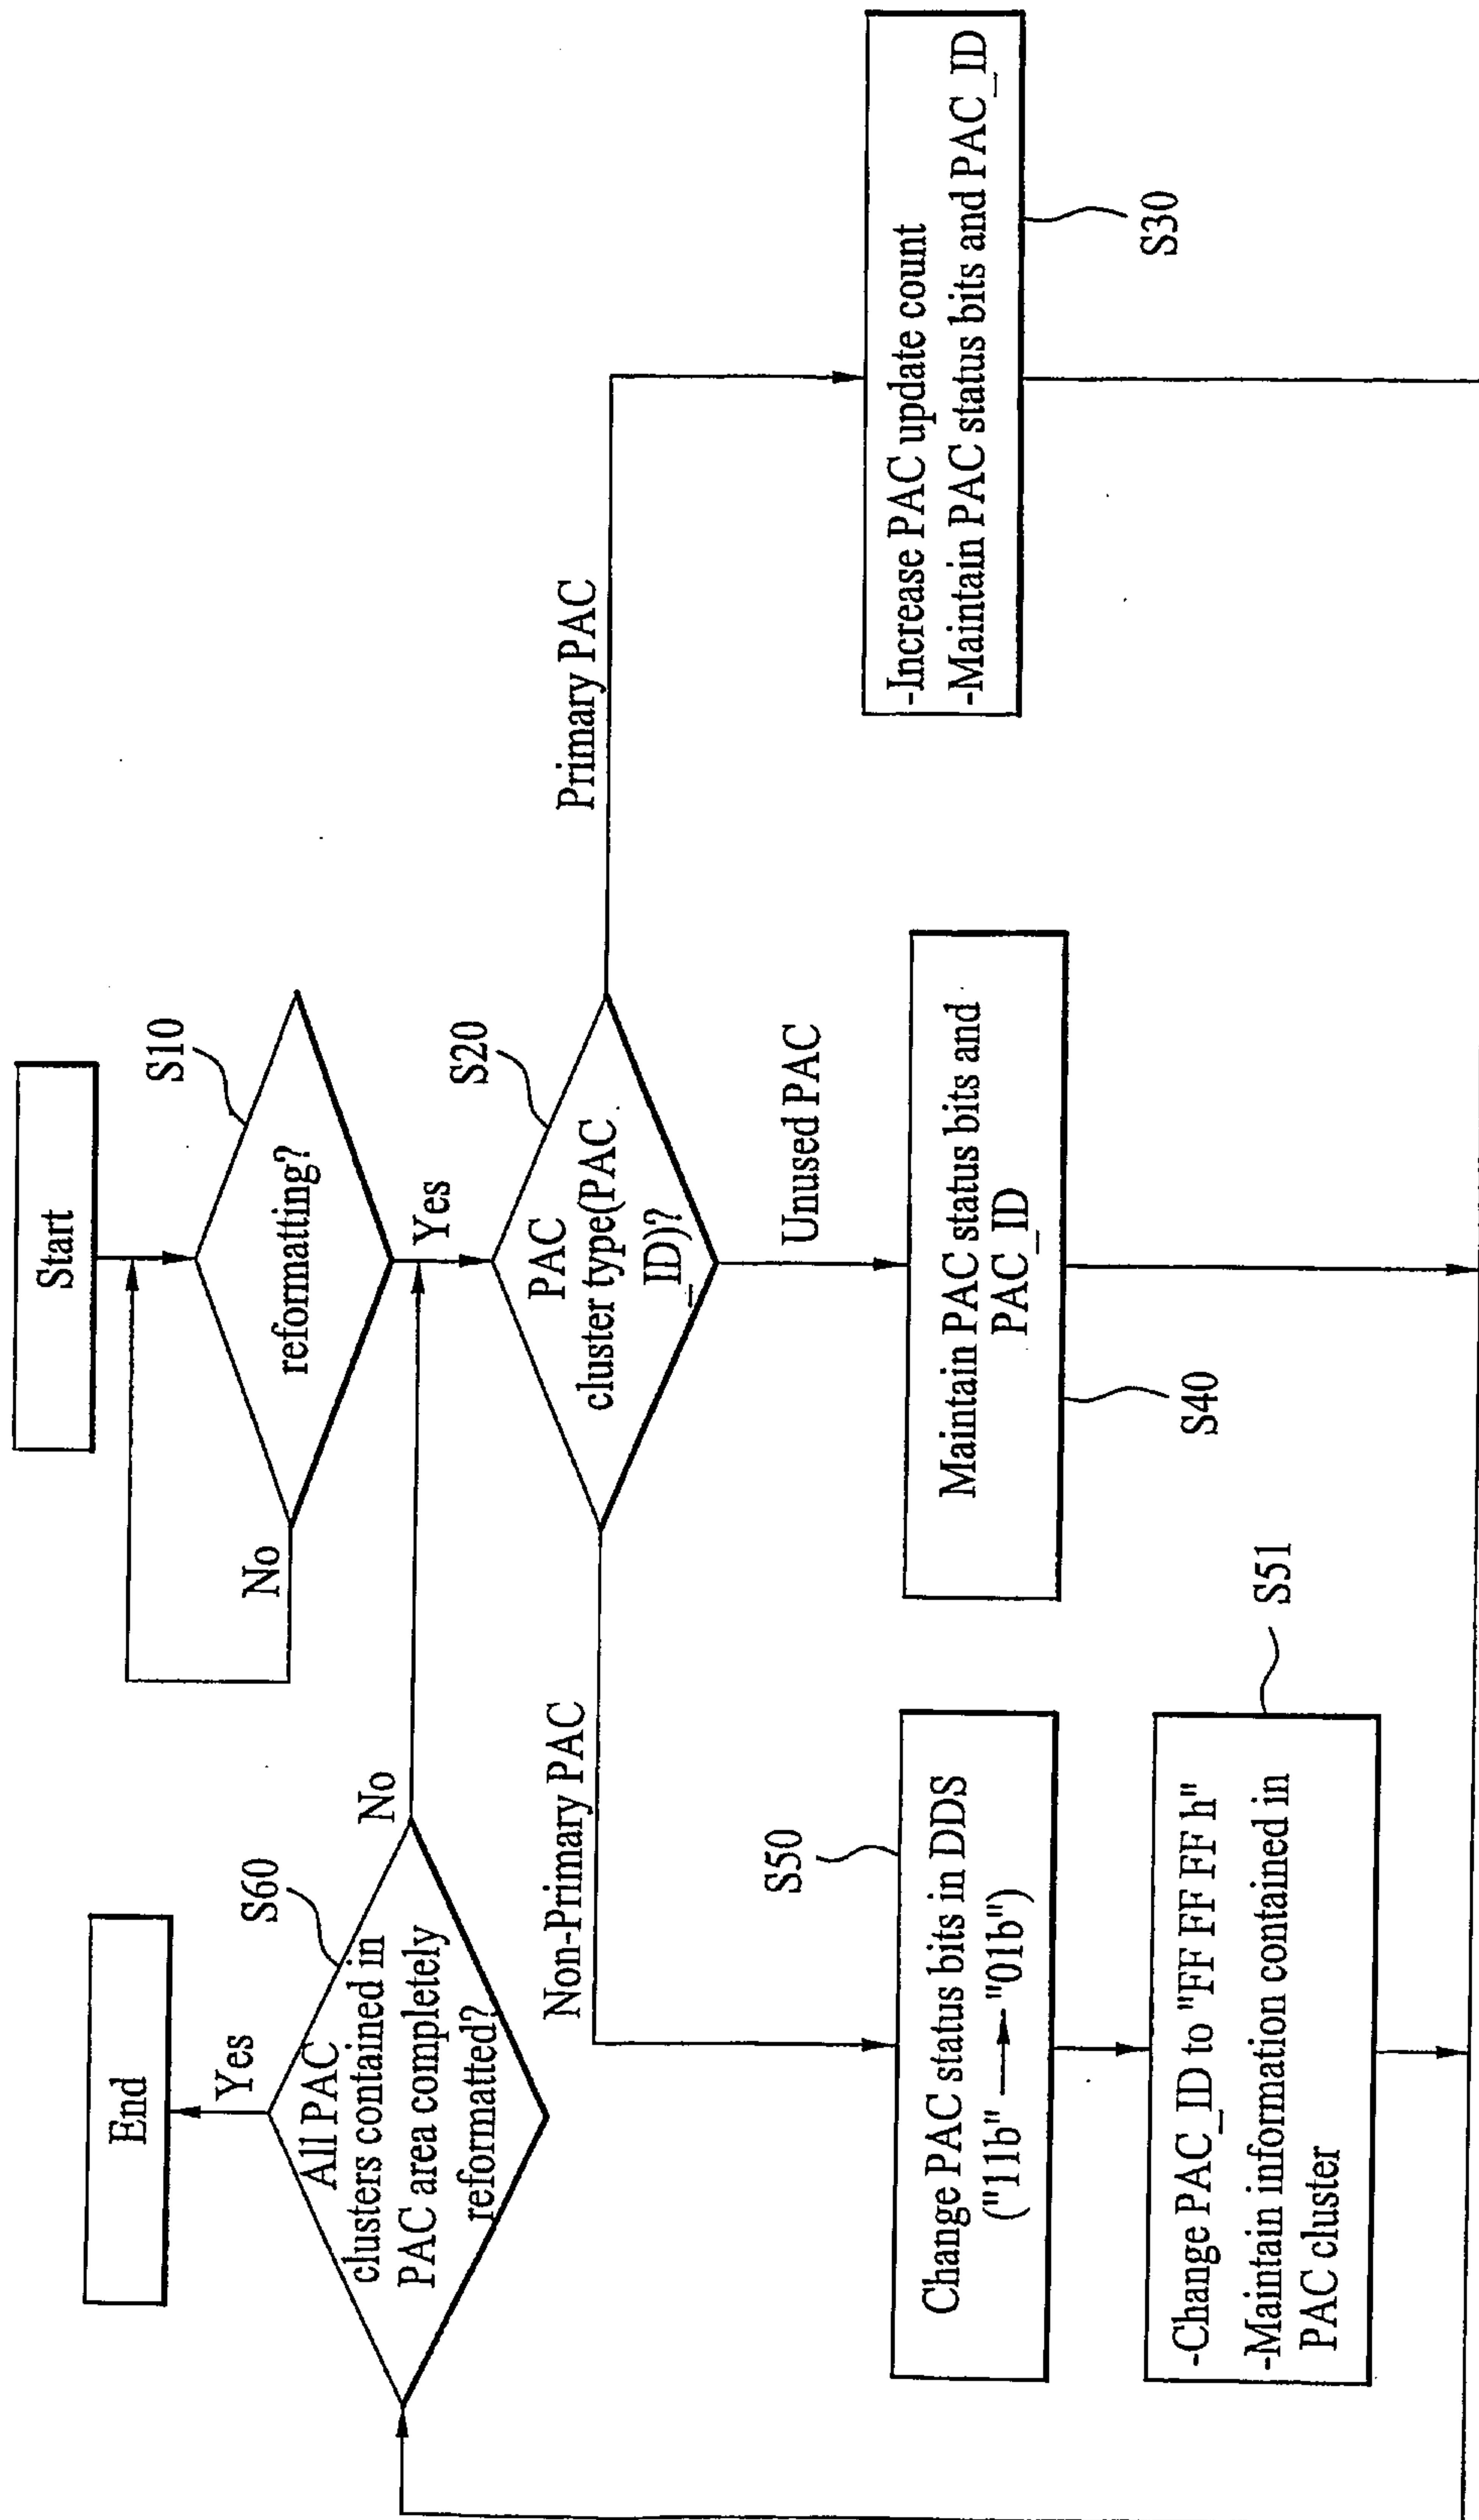 Start
S10
reformatting?
No
Yes
S20
PAC
cluster type(PAC
_ID)?
Primary PAC
Unused PAC
Non-Primary PAC
-Increase PAC update count
-Maintain PAC status bits and PAC_ID
S30
Maintain PAC status bits and
PAC_ID
S40
S50
Change PAC status bits in DDS
("11b" → "01b")
-Change PAC_ID to "FF FF FF h"
-Maintain information contained in
PAC cluster
S51
End
Yes
S60
All PAC
clusters contained in
PAC area completely
reformatted?
No